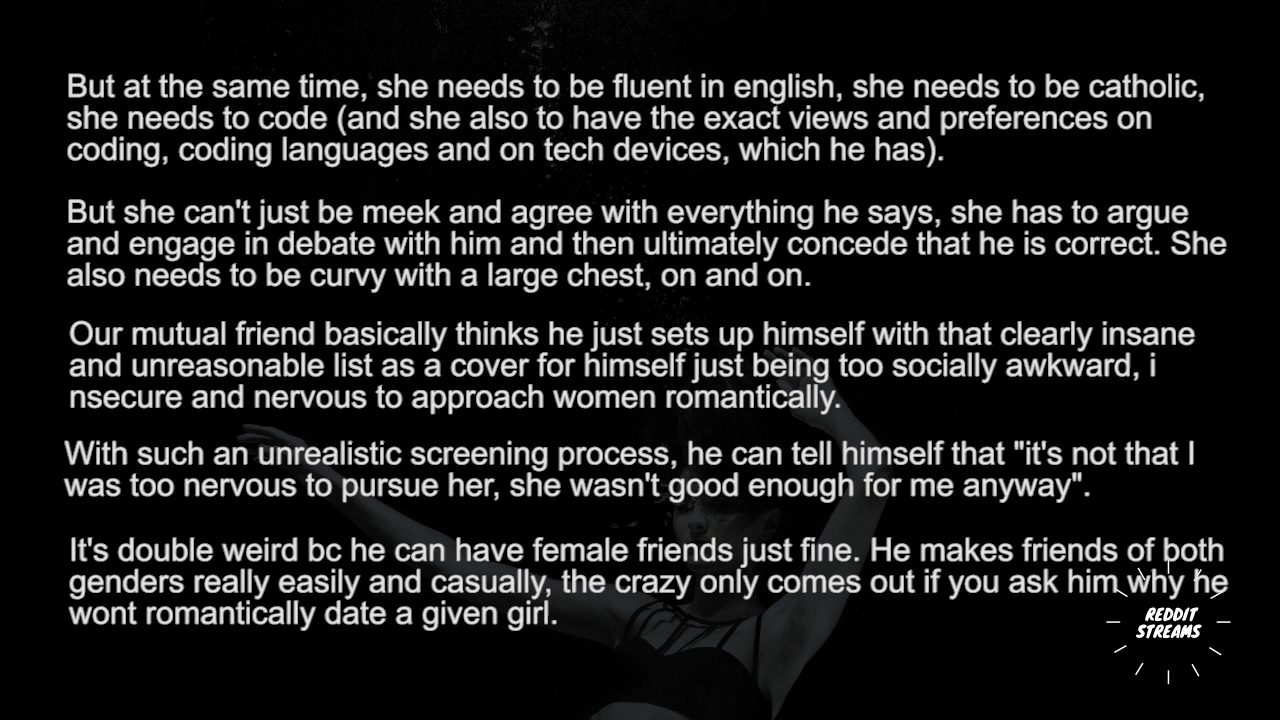 But at the same time, she needs to be fluent in english, she needs to be catholic,
she needs to code (and she also to have the exact views and preferences on
coding, coding languages and on tech devices, which he has).
But she can't just be meek and agree with everything he says, she has to argue
and engage in debate with him and then ultimately concede that he is correct. She
also needs to be curvy with a large chest, on and on.
Our mutual friend basically thinks he just sets up himself with that clearly insane
and unreasonable list as a cover for himself just being too socially awkward, i
nsecure and nervous to approach women romantically.
With such an unrealistic screening process, he can tell himself that "it's not that I
was too nervous to pursue her, she wasn't good enough for me anyway".
It's double weird bc he can have female friends just fine. He makes friends of both
genders really easily and casually, the crazy only comes out if you ask him why he
wont romantically date a given girl.
REDDIT
STREAMS